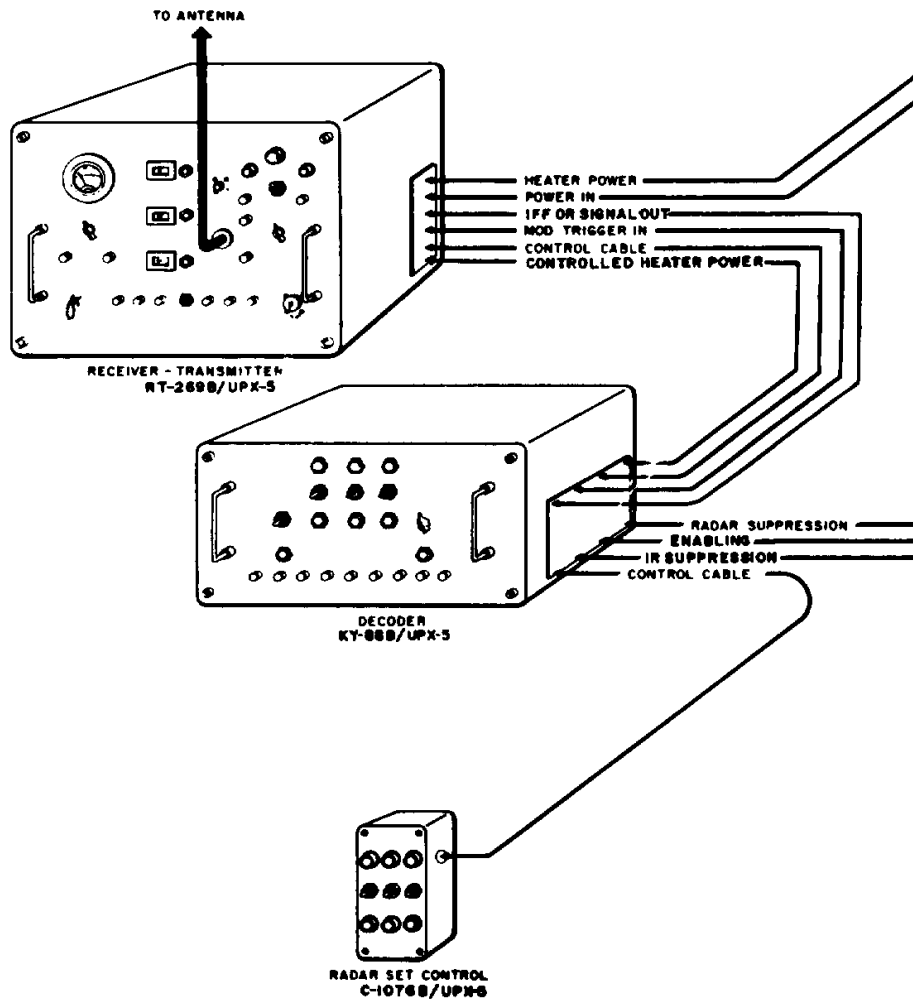 TO ANTENNA
HEATER POWER
POWER IN
IFF OR SIGNAL OUT
MOD TRIGGER IN
CONTROL CABLE
CONTROLLED HEATER POWER
RECEIVER - TRANSMITTER
RT-269B/UPX-5
RADAR SUPPRESSION
ENABLING
IR SUPPRESSION
CONTROL CABLE
DECODER
KY-88B/UPX-5
RADAR SET CONTROL
C-1076B/UPX-5